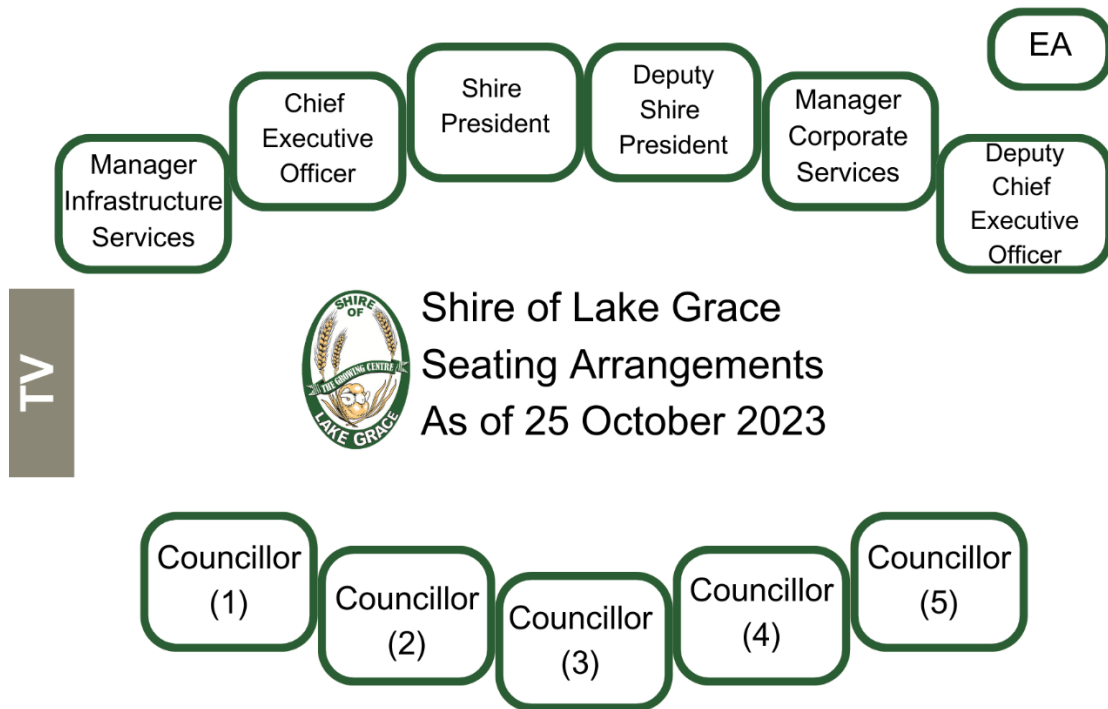 EA
Manager
Infrastructure
Services
Chief
Executive
Officer
Shire
President
Deputy
Shire
President
Manager
Corporate
Services
Deputy
Chief
Executive
Officer
TV
SHIRE
OF
THE GROWING CENTRE
LAKE GRACE
Shire of Lake Grace
Seating Arrangements
As of 25 October 2023
Councillor
(1)
Councillor
(2)
Councillor
(3)
Councillor
(4)
Councillor
(5)